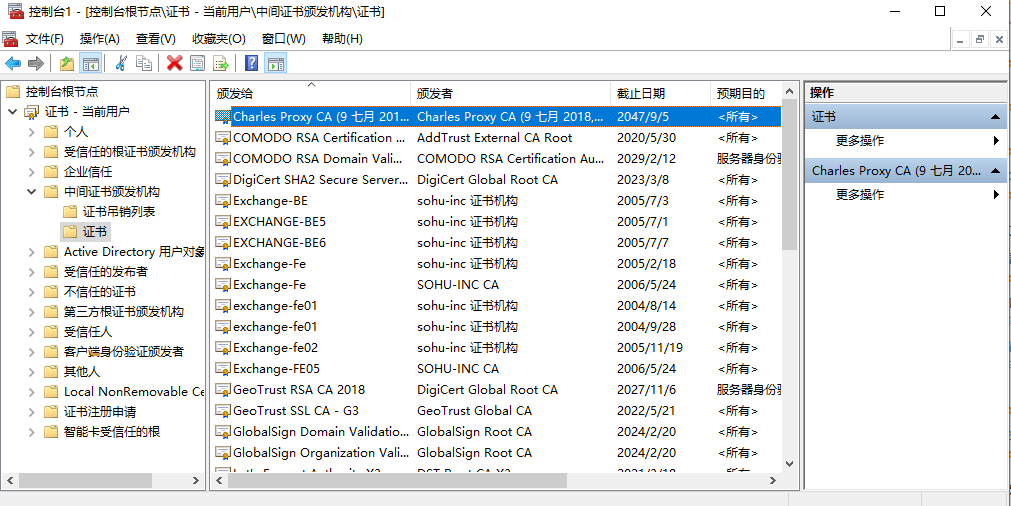 控制台1 - [控制台根节点\证书 - 当前用户\中间证书颁发机构\证书]
文件(F) 操作(A) 查看(V) 收藏夹(O) 窗口(W) 帮助(H)
控制台根节点
证书 - 当前用户
个人
受信任的根证书颁发机构
企业信任
中间证书颁发机构
证书吊销列表
证书
Active Directory 用户对象
受信任的发布者
不信任的证书
第三方根证书颁发机构
受信任人
客户端身份验证颁发者
其他人
Local NonRemovable Ce
证书注册申请
智能卡受信任的根
颁发给 颁发者 截止日期 预期目的
Charles Proxy CA (9 七月 201... Charles Proxy CA (9 七月 2018,... 2047/9/5 <所有>
COMODO RSA Certification ... AddTrust External CA Root 2020/5/30 <所有>
COMODO RSA Domain Vali... COMODO RSA Certification Au... 2029/2/12 服务器身份验
DigiCert SHA2 Secure Server... DigiCert Global Root CA 2023/3/8 <所有>
Exchange-BE sohu-inc 证书机构 2005/7/3 <所有>
EXCHANGE-BE5 sohu-inc 证书机构 2005/7/1 <所有>
EXCHANGE-BE6 sohu-inc 证书机构 2005/7/7 <所有>
Exchange-Fe sohu-inc 证书机构 2005/2/18 <所有>
Exchange-Fe SOHU-INC CA 2006/5/24 <所有>
exchange-fe01 sohu-inc 证书机构 2004/8/14 <所有>
exchange-fe01 sohu-inc 证书机构 2004/9/28 <所有>
Exchange-fe02 sohu-inc 证书机构 2005/11/19 <所有>
Exchange-FE05 SOHU-INC CA 2006/5/24 <所有>
GeoTrust RSA CA 2018 DigiCert Global Root CA 2027/11/6 服务器身份验
GeoTrust SSL CA - G3 GeoTrust Global CA 2022/5/21 <所有>
GlobalSign Domain Validatio... GlobalSign Root CA 2024/2/20 <所有>
GlobalSign Organization Vali... GlobalSign Root CA 2024/2/20 <所有>
操作
证书
更多操作
Charles Proxy CA (9 七月 20...
更多操作